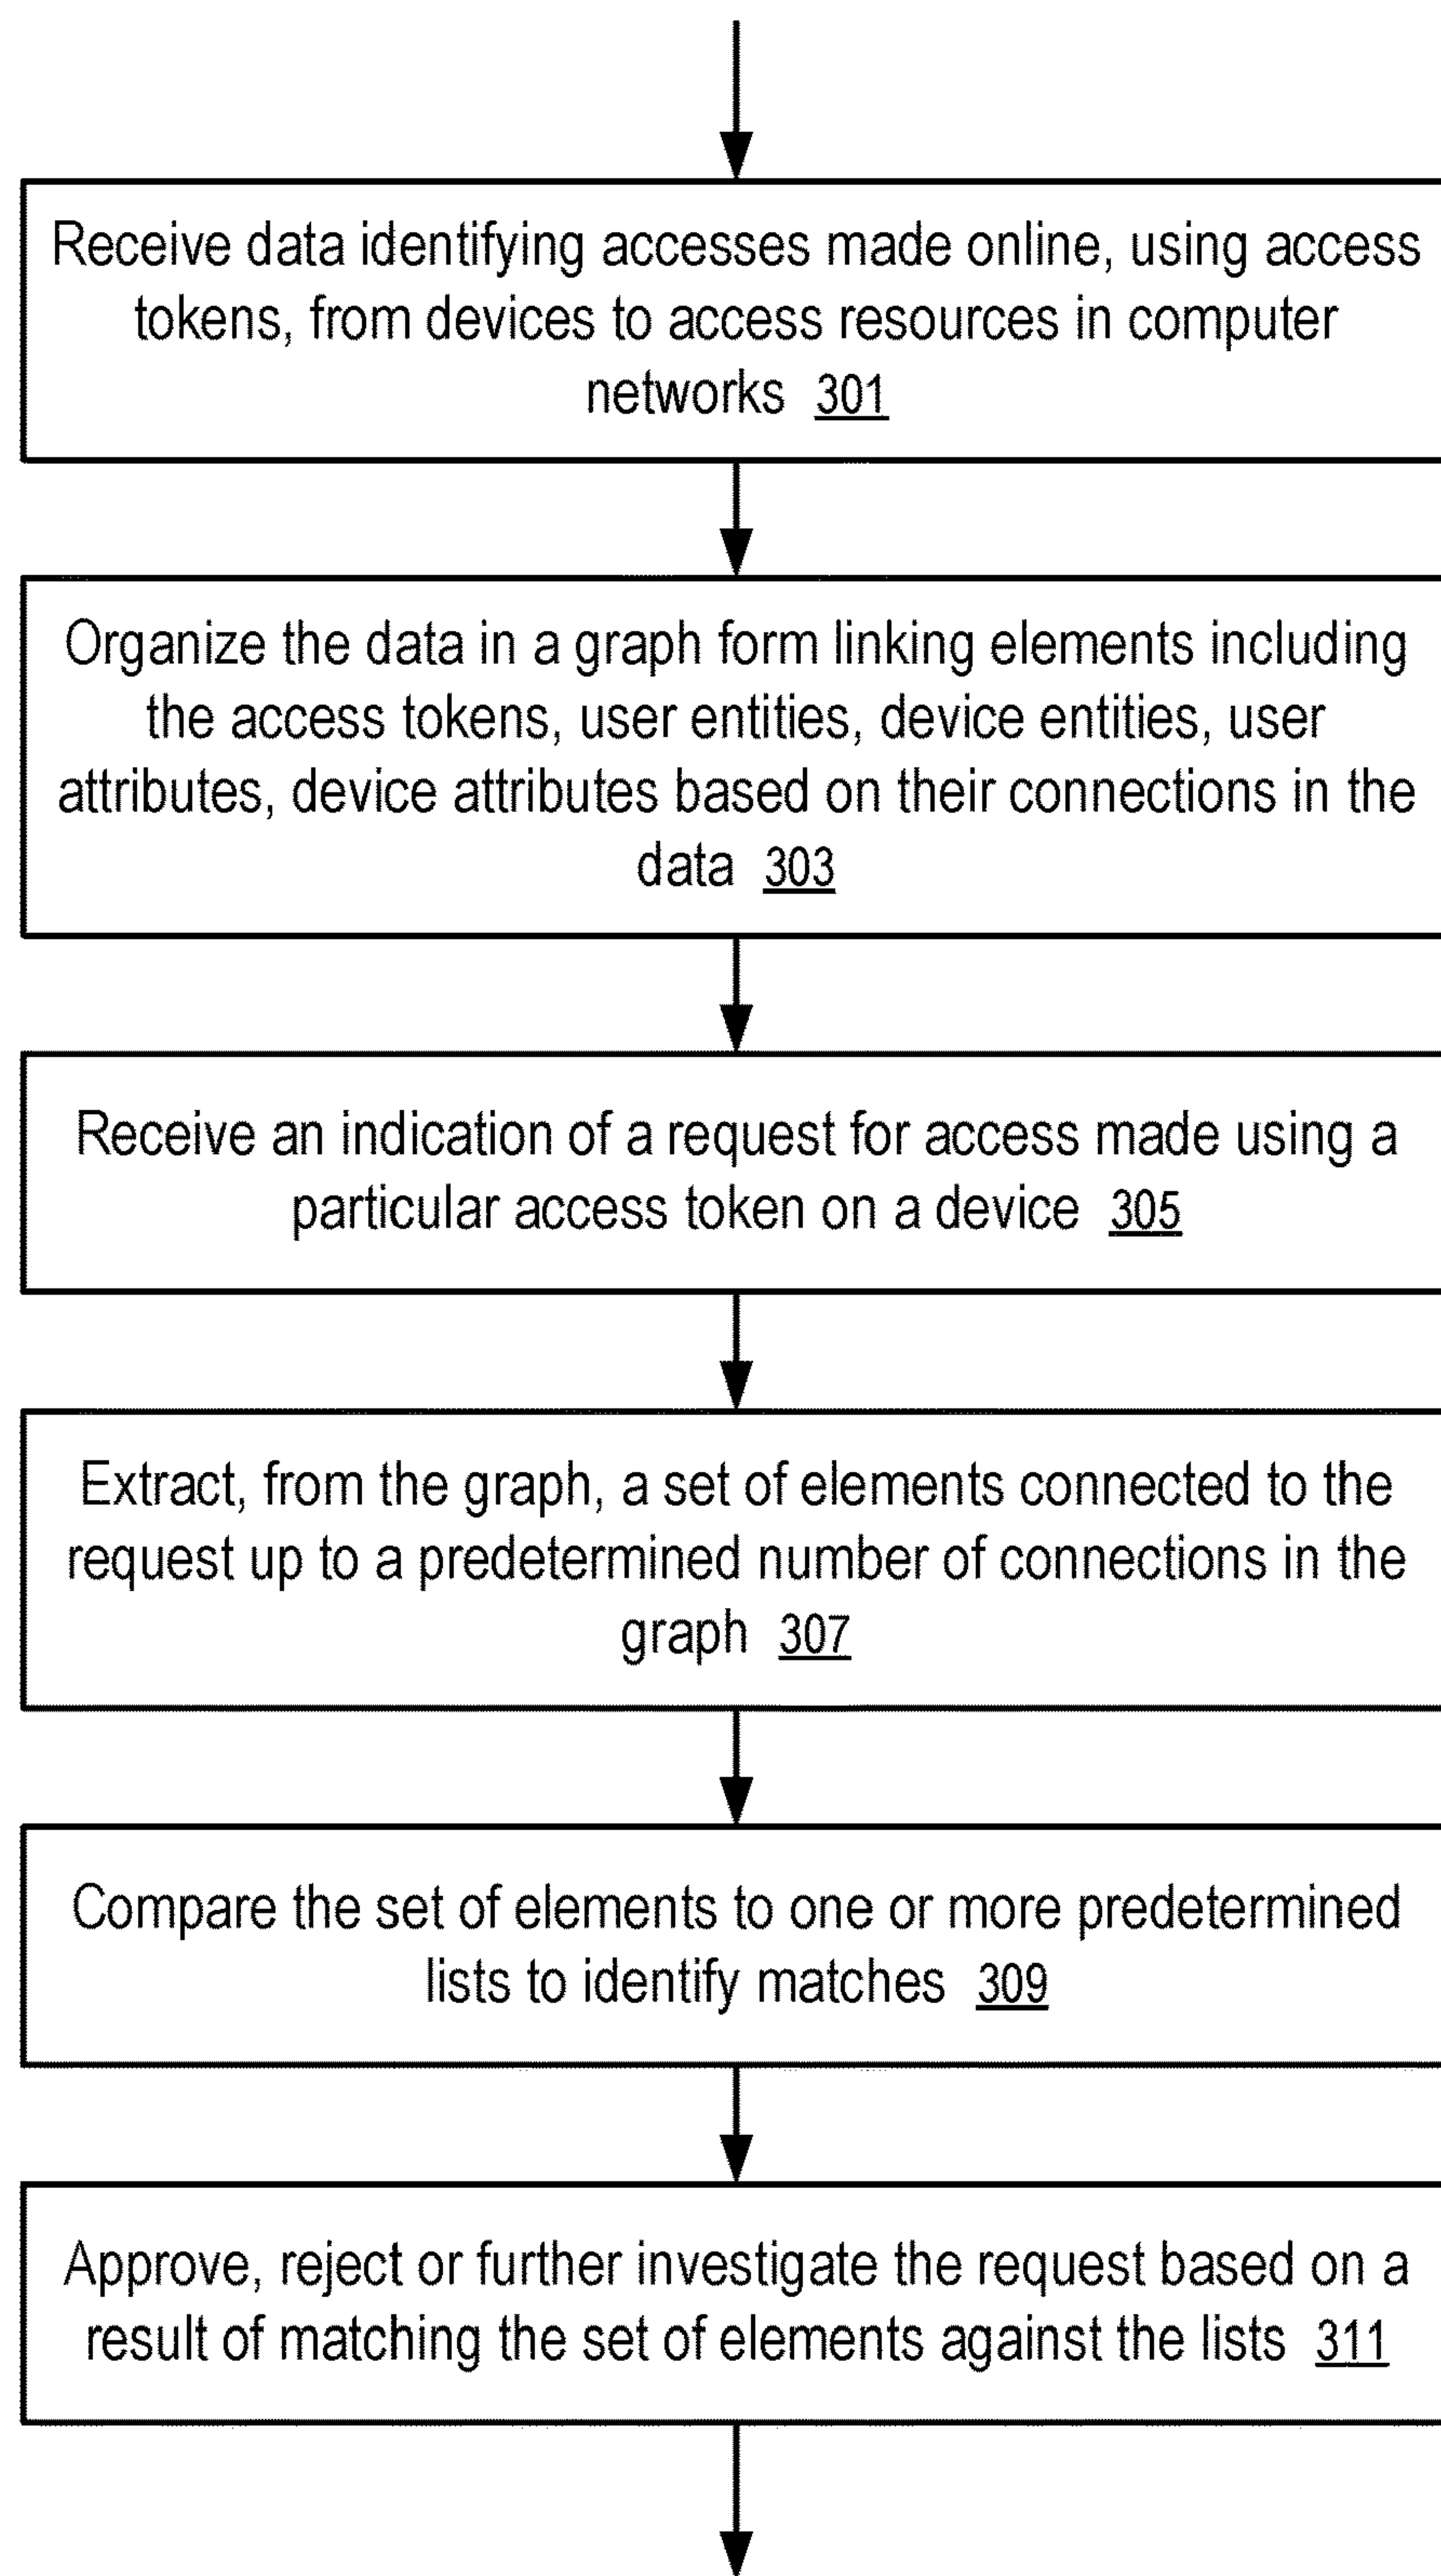 Receive data identifying accesses made online, using access
tokens, from devices to access resources in computer
networks 301
Organize the data in a graph form linking elements including
the access tokens, user entities, device entities, user
attributes, device attributes based on their connections in the
data 303
Receive an indication of a request for access made using a
particular access token on a device 305
Extract, from the graph, a set of elements connected to the
request up to a predetermined number of connections in the
graph 307
Compare the set of elements to one or more predetermined
lists to identify matches 309
Approve, reject or further investigate the request based on a
result of matching the set of elements against the lists 311